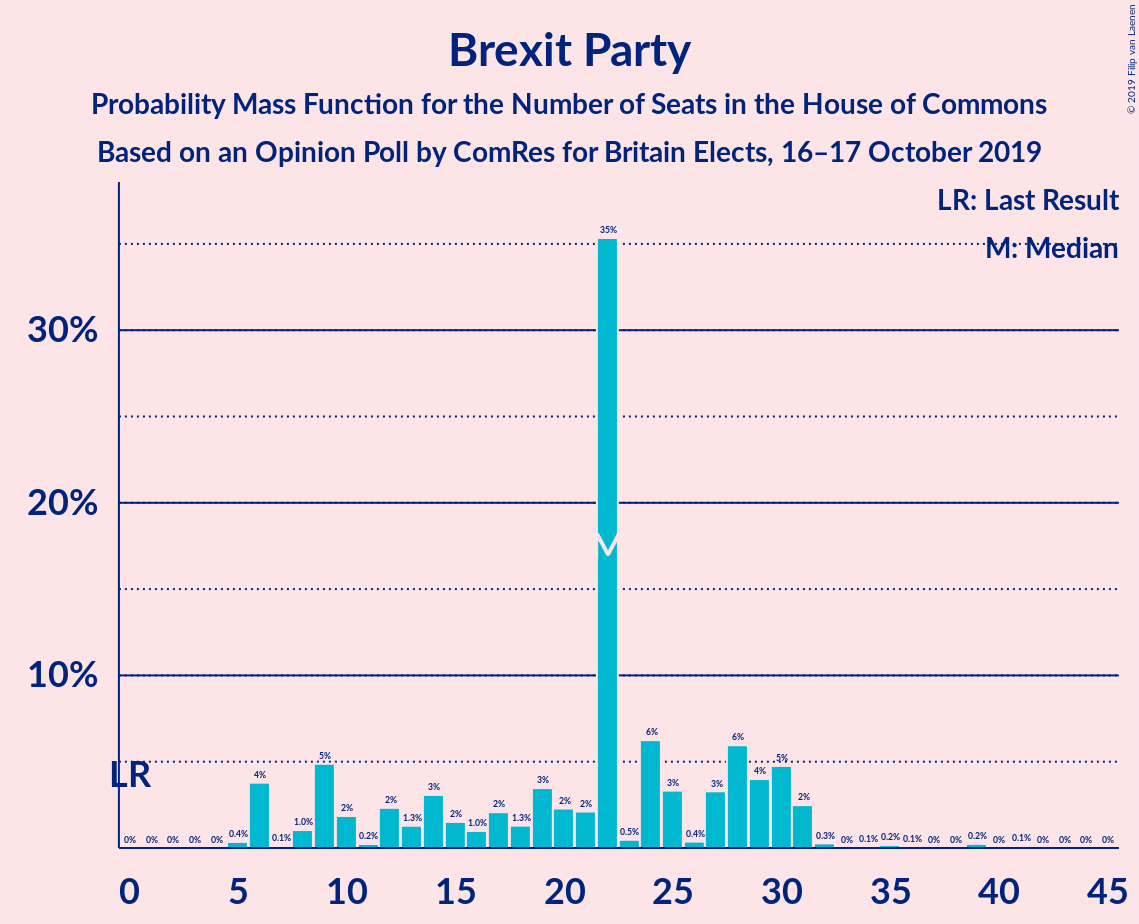 Brexit Party
Probability Mass Function for the Number of Seats in the House of Commons
Based on an Opinion Poll by ComRes for Britain Elects, 16–17 October 2019
© 2019 Filip van Laenen
LR: Last Result
M: Median
30%
20%
10%
LR
M
0% 0% 0% 0% 0% 0.4% 4% 0.1% 1.0% 5% 2% 0.2% 2% 1.3% 3% 2% 1.0% 2% 1.3% 3% 2% 2% 35% 0.5% 6% 3% 0.4% 3% 6% 4% 5% 2% 0.3% 0% 0.1% 0.2% 0.1% 0% 0% 0.2% 0% 0.1% 0% 0% 0% 0%
0 5 10 15 20 25 30 35 40 45